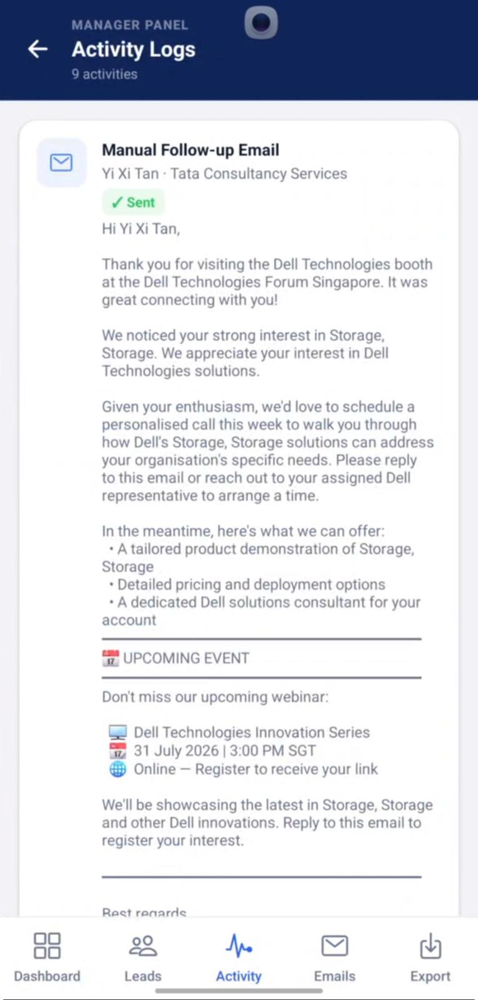 MANAGER PANEL
Activity Logs
9 activities
Manual Follow-up Email
Yi Xi Tan · Tata Consultancy Services
✓ Sent
Hi Yi Xi Tan,
Thank you for visiting the Dell Technologies booth
at the Dell Technologies Forum Singapore. It was
great connecting with you!
We noticed your strong interest in Storage,
Storage. We appreciate your interest in Dell
Technologies solutions.
Given your enthusiasm, we'd love to schedule a
personalised call this week to walk you through
how Dell's Storage, Storage solutions can address
your organisation's specific needs. Please reply
to this email or reach out to your assigned Dell
representative to arrange a time.
In the meantime, here's what we can offer:
• A tailored product demonstration of Storage,
Storage
• Detailed pricing and deployment options
• A dedicated Dell solutions consultant for your
account
17 UPCOMING EVENT
Don't miss our upcoming webinar:
Dell Technologies Innovation Series
17 31 July 2026 | 3:00 PM SGT
Online — Register to receive your link
We'll be showcasing the latest in Storage, Storage
and other Dell innovations. Reply to this email to
register your interest.
Best regards
Dashboard
Leads
Activity
Emails
Export